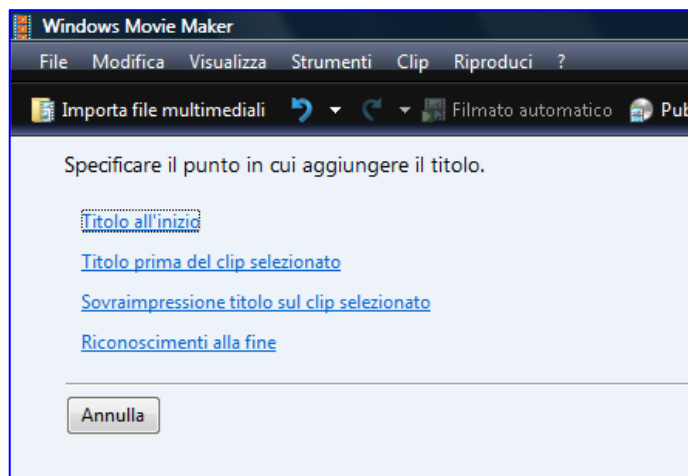 Windows Movie Maker
File Modifica Visualizza Strumenti Clip Riproduci ?
Importa file multimediali Filmato automatico Pub
Specificare il punto in cui aggiungere il titolo.
Titolo all'inizio
Titolo prima del clip selezionato
Sovraimpressione titolo sul clip selezionato
Riconoscimenti alla fine
Annulla